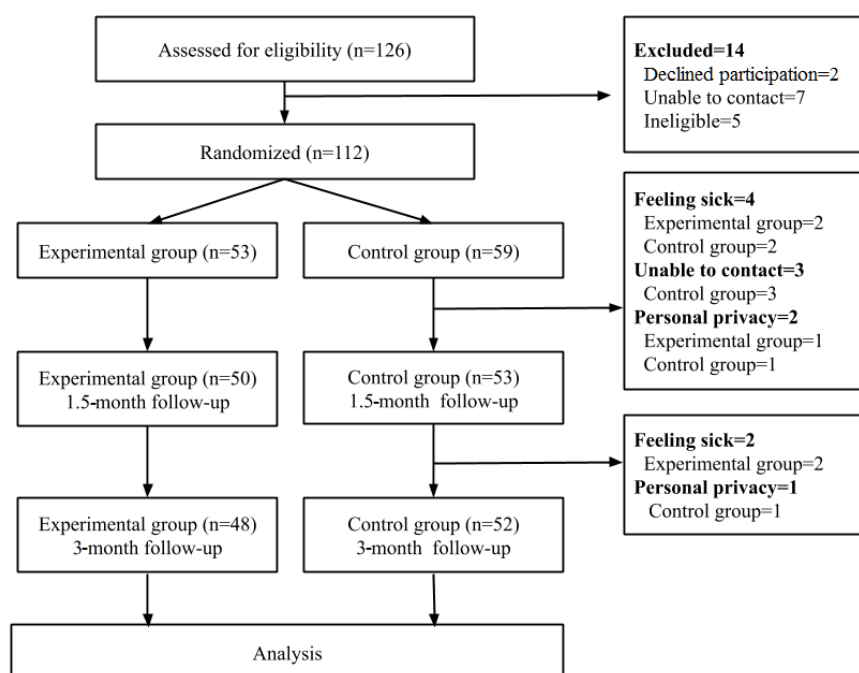 Assessed for eligibility (n=126)
Excluded=14
Declined participation=2
Unable to contact=7
Ineligible=5
Randomized (n=112)
Experimental group (n=53)
Control group (n=59)
Feeling sick=4
Experimental group=2
Control group=2
Unable to contact=3
Control group=3
Personal privacy=2
Experimental group=1
Control group=1
Experimental group (n=50)
1.5-month follow-up
Control group (n=53)
1.5-month follow-up
Feeling sick=2
Experimental group=2
Personal privacy=1
Control group=1
Experimental group (n=48)
3-month follow-up
Control group (n=52)
3-month follow-up
Analysis